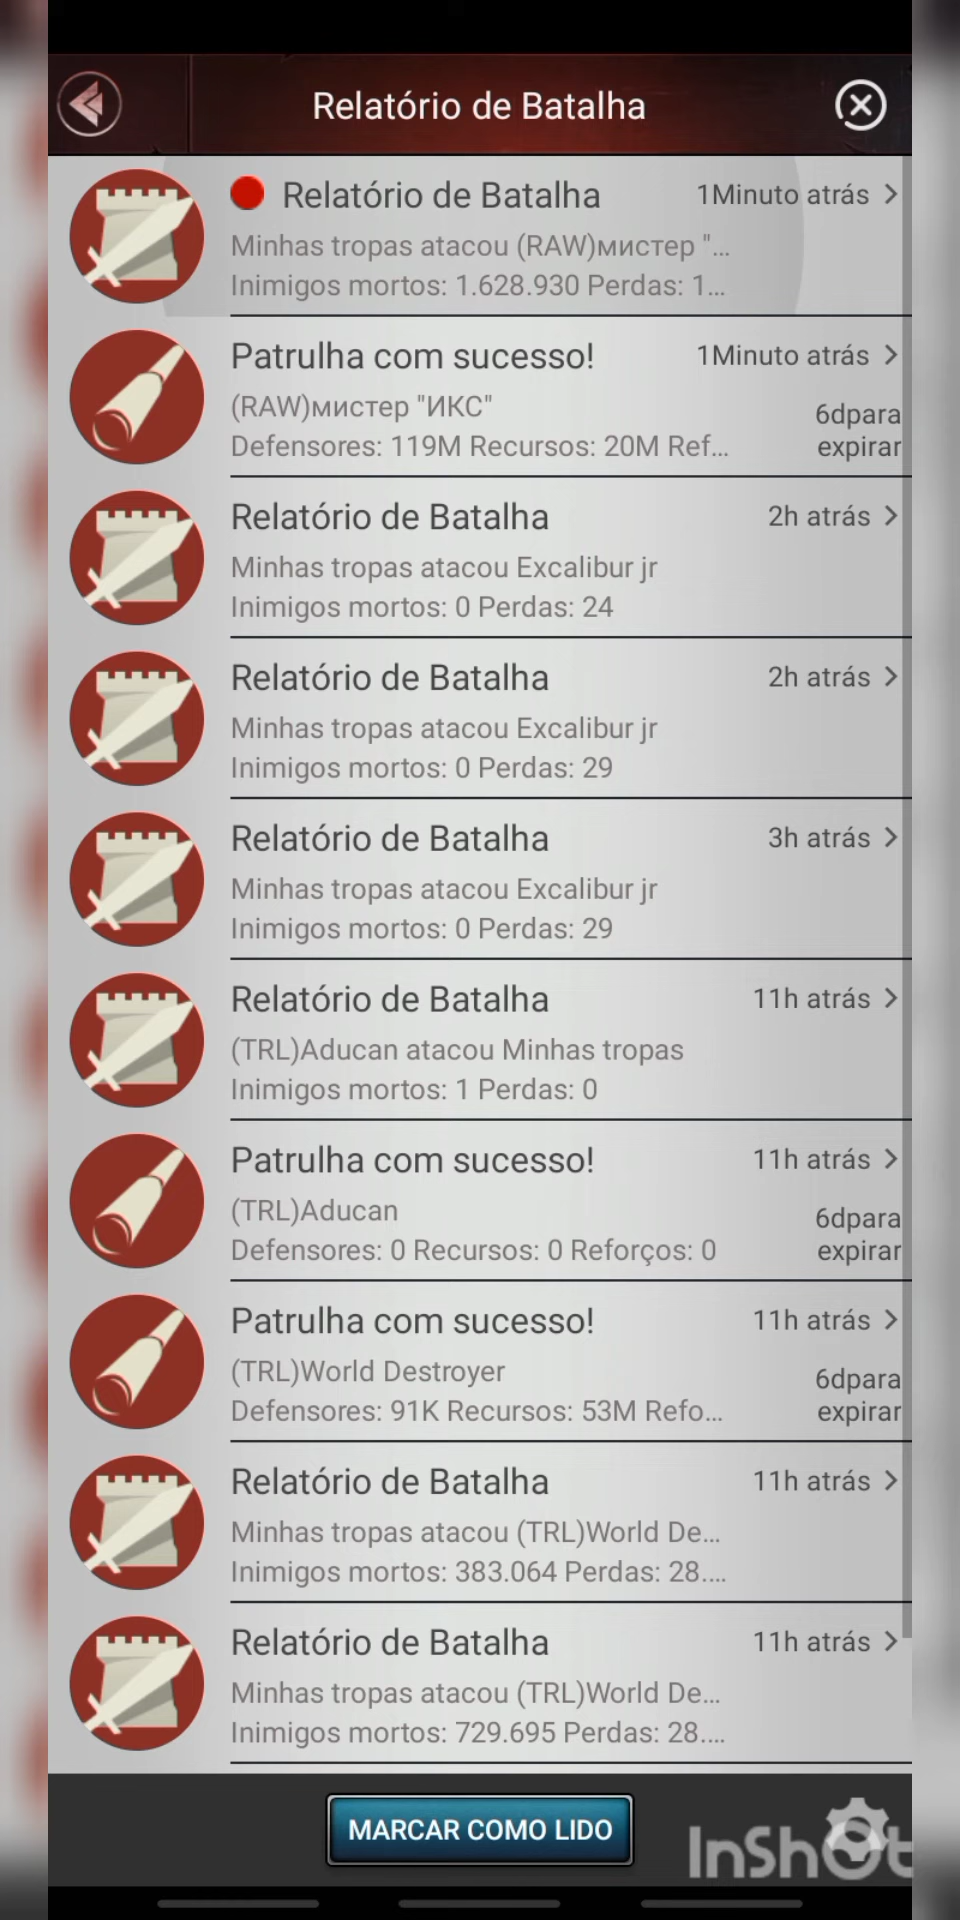 Relatório de Batalha
Relatório de Batalha 1Minuto atrás
Minhas tropas atacou (RAW)мистер "...
Inimigos mortos: 1.628.930 Perdas: 1...
Patrulha com sucesso! 1Minuto atrás
(RAW)мистер "ИКС" 6dpara
Defensores: 119M Recursos: 20M Ref... expirar
Relatório de Batalha 2h atrás
Minhas tropas atacou Excalibur jr
Inimigos mortos: 0 Perdas: 24
Relatório de Batalha 2h atrás
Minhas tropas atacou Excalibur jr
Inimigos mortos: 0 Perdas: 29
Relatório de Batalha 3h atrás
Minhas tropas atacou Excalibur jr
Inimigos mortos: 0 Perdas: 29
Relatório de Batalha 11h atrás
(TRL)Aducan atacou Minhas tropas
Inimigos mortos: 1 Perdas: 0
Patrulha com sucesso! 11h atrás
(TRL)Aducan 6dpara
Defensores: 0 Recursos: 0 Reforços: 0 expirar
Patrulha com sucesso! 11h atrás
(TRL)World Destroyer 6dpara
Defensores: 91K Recursos: 53M Refo... expirar
Relatório de Batalha 11h atrás
Minhas tropas atacou (TRL)World De...
Inimigos mortos: 383.064 Perdas: 28....
Relatório de Batalha 11h atrás
Minhas tropas atacou (TRL)World De...
Inimigos mortos: 729.695 Perdas: 28....
MARCAR COMO LIDO
InShot